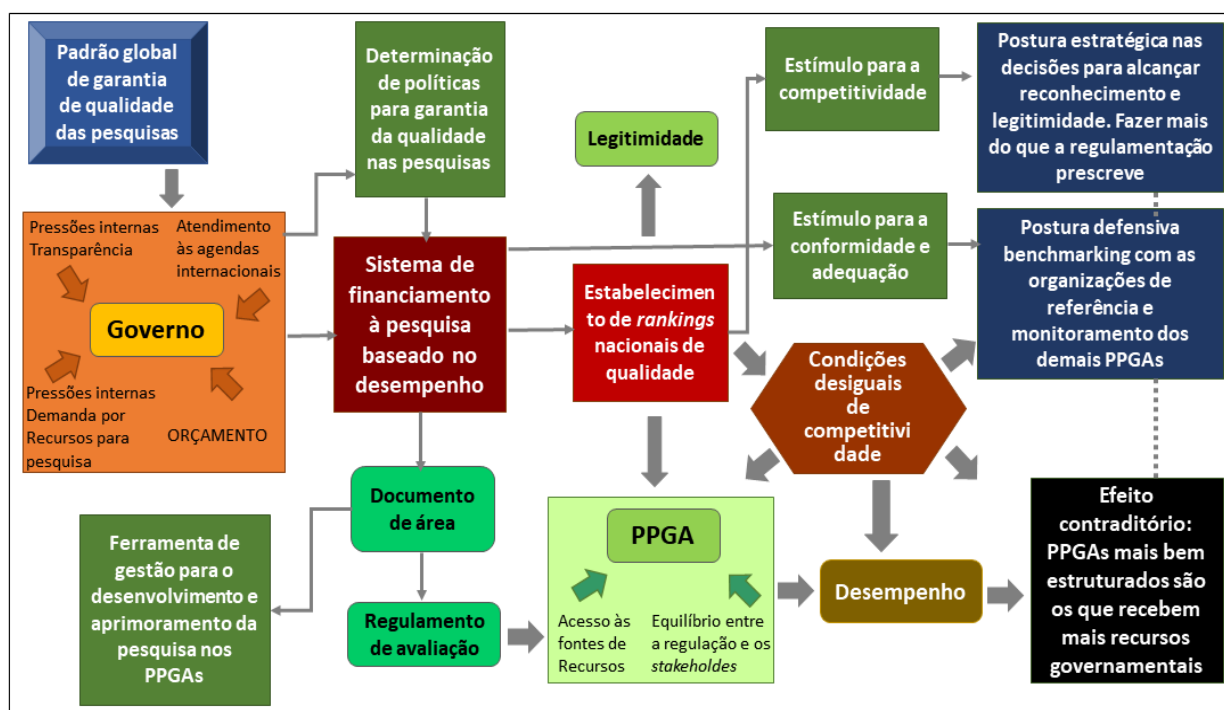 Padrão global
de garantia
de qualidade
das pesquisas
Determinação
de políticas
para garantia
da qualidade
nas pesquisas
Legitimidade
Estímulo para a
competitividade
Postura estratégica nas
decisões para alcançar
reconhecimento e
legitimidade. Fazer mais
do que a regulamentação
prescreve
Pressões internas
Transparência
Atendimento
às agendas
internacionais
Governo
Pressões internas
Demanda por
Recursos para
pesquisa
ORÇAMENTO
Sistema de
financiamento
à pesquisa
baseado no
desempenho
Estabelecimen
to de rankings
nacionais de
qualidade
Estímulo para a
conformidade e
adequação
Postura defensiva
benchmarking com as
organizações de
referência e
monitoramento dos
demais PPGAs
Condições
desiguais
de
competitivi
dade
Documento
de área
Ferramenta de
gestão para o
desenvolvimento e
aprimoramento da
pesquisa nos
PPGAs
Regulamento
de avaliação
PPGA
Acesso às
fontes de
Recursos
Equilíbrio entre
a regulação e os
stakeholdes
Desempenho
Efeito
contraditório:
PPGAs mais bem
estruturados são
os que recebem
mais recursos
governamentais